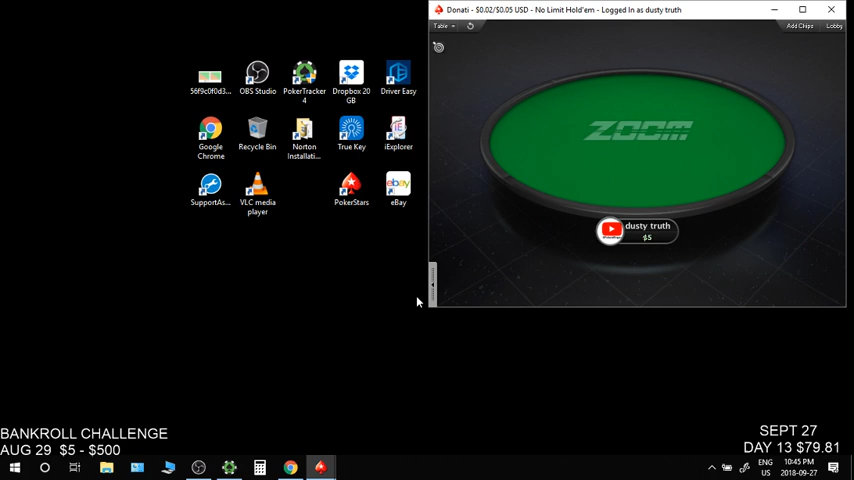 Donati - $0.02/$0.05 USD - No Limit Hold'em - Logged In as dusty truth
Table
Add Chips
Lobby
ZOOM
dusty truth
$5
56f9c0f0d3...
OBS Studio
PokerTracker 4
Dropbox 20 GB
Driver Easy
Google Chrome
Recycle Bin
Norton Installati...
True Key
iExplorer
SupportAs...
VLC media player
PokerStars
eBay
BANKROLL CHALLENGE
AUG 29 $5 - $500
SEPT 27
DAY 13 $79.81
ENG
US
10:45 PM
2018-09-27